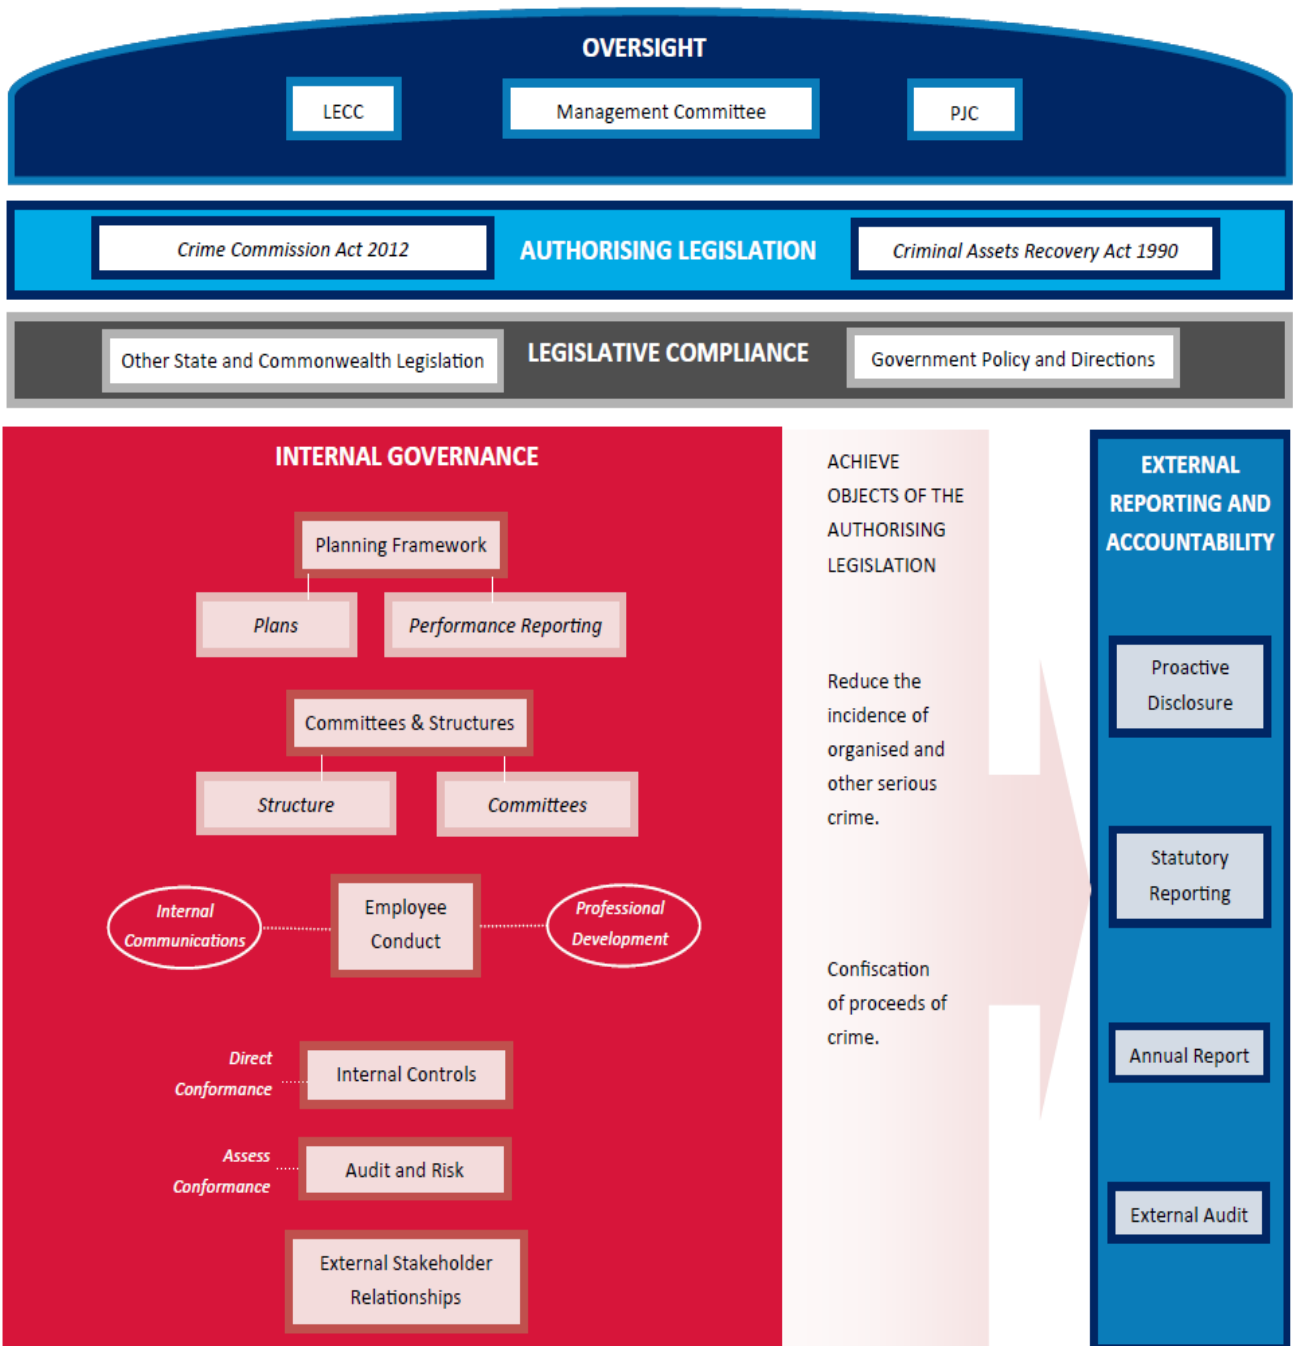 OVERSIGHT
LECC
Management Committee
PJC
Crime Commission Act 2012
AUTHORISING LEGISLATION
Criminal Assets Recovery Act 1990
Other State and Commonwealth Legislation
LEGISLATIVE COMPLIANCE
Government Policy and Directions
INTERNAL GOVERNANCE
Planning Framework
Plans
Performance Reporting
Committees & Structures
Structure
Committees
Internal
Communications
Employee
Conduct
Professional
Development
Direct
Conformance
Internal Controls
Assess
Conformance
Audit and Risk
External Stakeholder
Relationships
ACHIEVE
OBJECTS OF THE
AUTHORISING
LEGISLATION
Reduce the
incidence of
organised and
other serious
crime.
Confiscation
of proceeds of
crime.
EXTERNAL
REPORTING AND
ACCOUNTABILITY
Proactive
Disclosure
Statutory
Reporting
Annual Report
External Audit